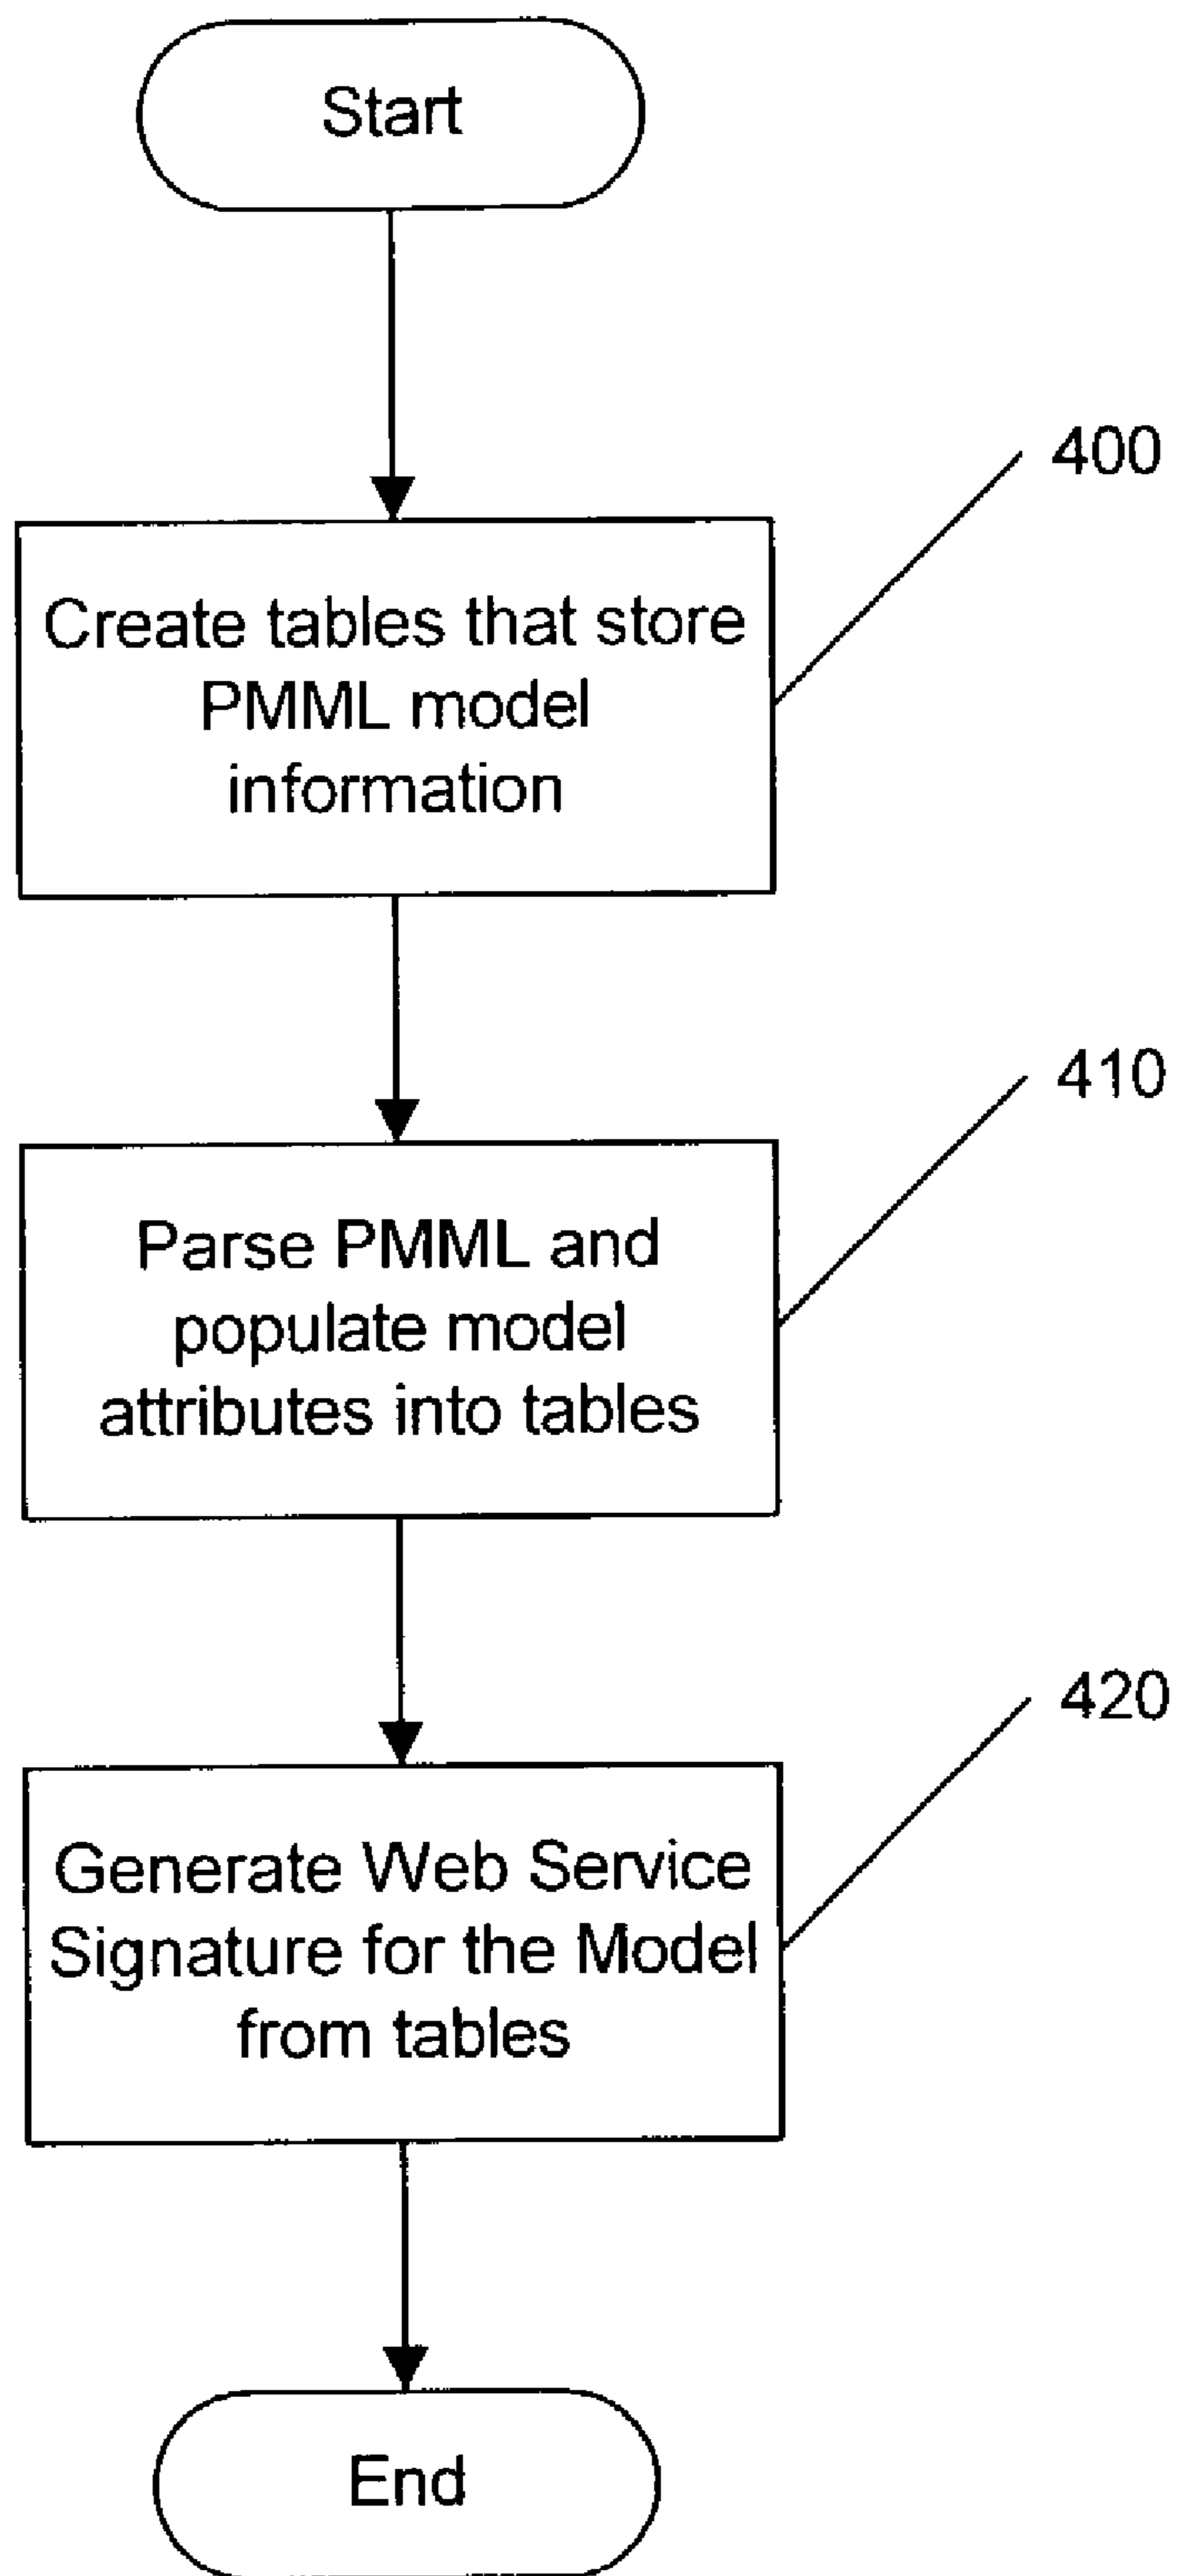 Start
400
Create tables that store
PMML model
information
410
Parse PMML and
populate model
attributes into tables
420
Generate Web Service
Signature for the Model
from tables
End